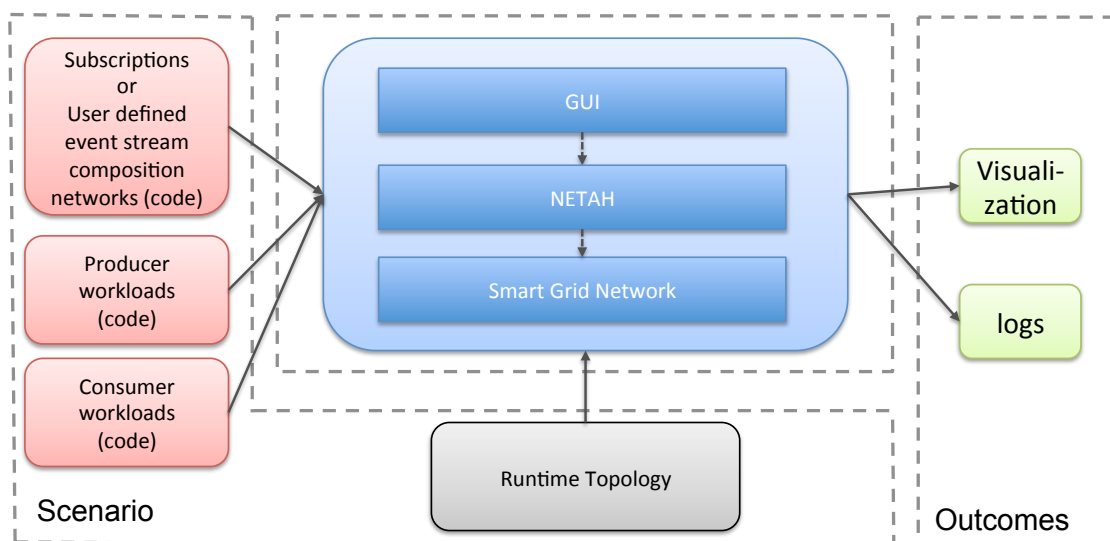 Subscriptions
or
User defined
event stream
composition
networks (code)
Producer
workloads
(code)
Consumer
workloads
(code)
Scenario
GUI
NETAH
Smart Grid Network
Runtime Topology
Visuali-
zation
logs
Outcomes